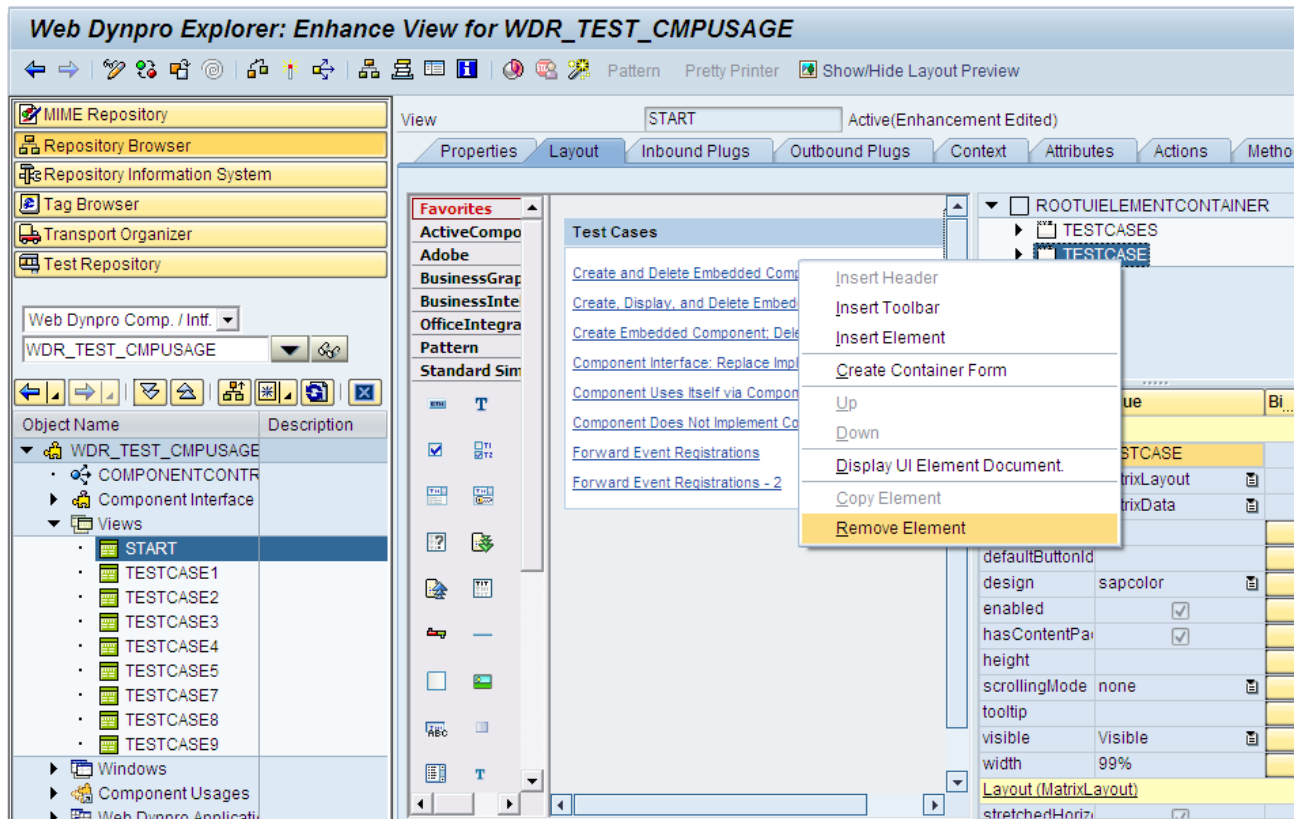 Web Dynpro Explorer: Enhance View for WDR_TEST_CMPUSAGE
Pattern Pretty Printer Show/Hide Layout Preview
MIME Repository
Repository Browser
Repository Information System
Tag Browser
Transport Organizer
Test Repository
Web Dynpro Comp. / Intf.
WDR_TEST_CMPUSAGE
Object Name Description
WDR_TEST_CMPUSAGE
COMPONENTCONTR
Component Interface
Views
START
TESTCASE1
TESTCASE2
TESTCASE3
TESTCASE4
TESTCASE5
TESTCASE7
TESTCASE8
TESTCASE9
Windows
Component Usages
Web Dynpro Applicati
View START Active(Enhancement Edited)
Properties Layout Inbound Plugs Outbound Plugs Context Attributes Actions Metho
Favorites
ActiveCompo
Adobe
BusinessGrap
BusinessInte
OfficeIntegra
Pattern
Standard Sim
Test Cases
Create and Delete Embedded Comp
Create, Display, and Delete Embed
Create Embedded Component; Dele
Component Interface: Replace Impl
Component Uses Itself via Compon
Component Does Not Implement Co
Forward Event Registrations
Forward Event Registrations - 2
ROOTUIELEMENTCONTAINER
TESTCASES
TESTCASE
Insert Header
Insert Toolbar
Insert Element
Create Container Form
Up
Down
Display UI Element Document.
Copy Element
Remove Element
ue Bi...
STCASE
trixLayout
trixData
defaultButtonId
design sapcolor
enabled
hasContentPa
height
scrollingMode none
tooltip
visible Visible
width 99%
Layout (MatrixLayout)
stretchedHoriz